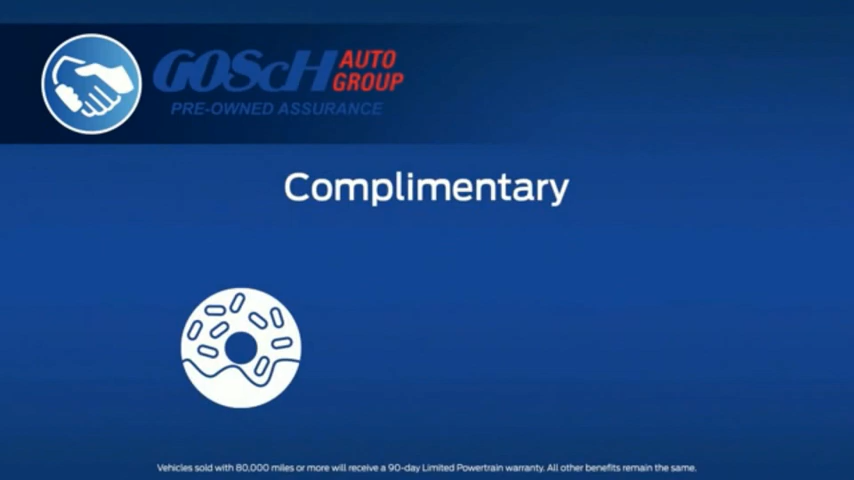 GOScH AUTO GROUP
PRE-OWNED ASSURANCE
Complimentary
Vehicles sold with 80,000 miles or more will receive a 90-day Limited Powertrain warranty. All other benefits remain the same.